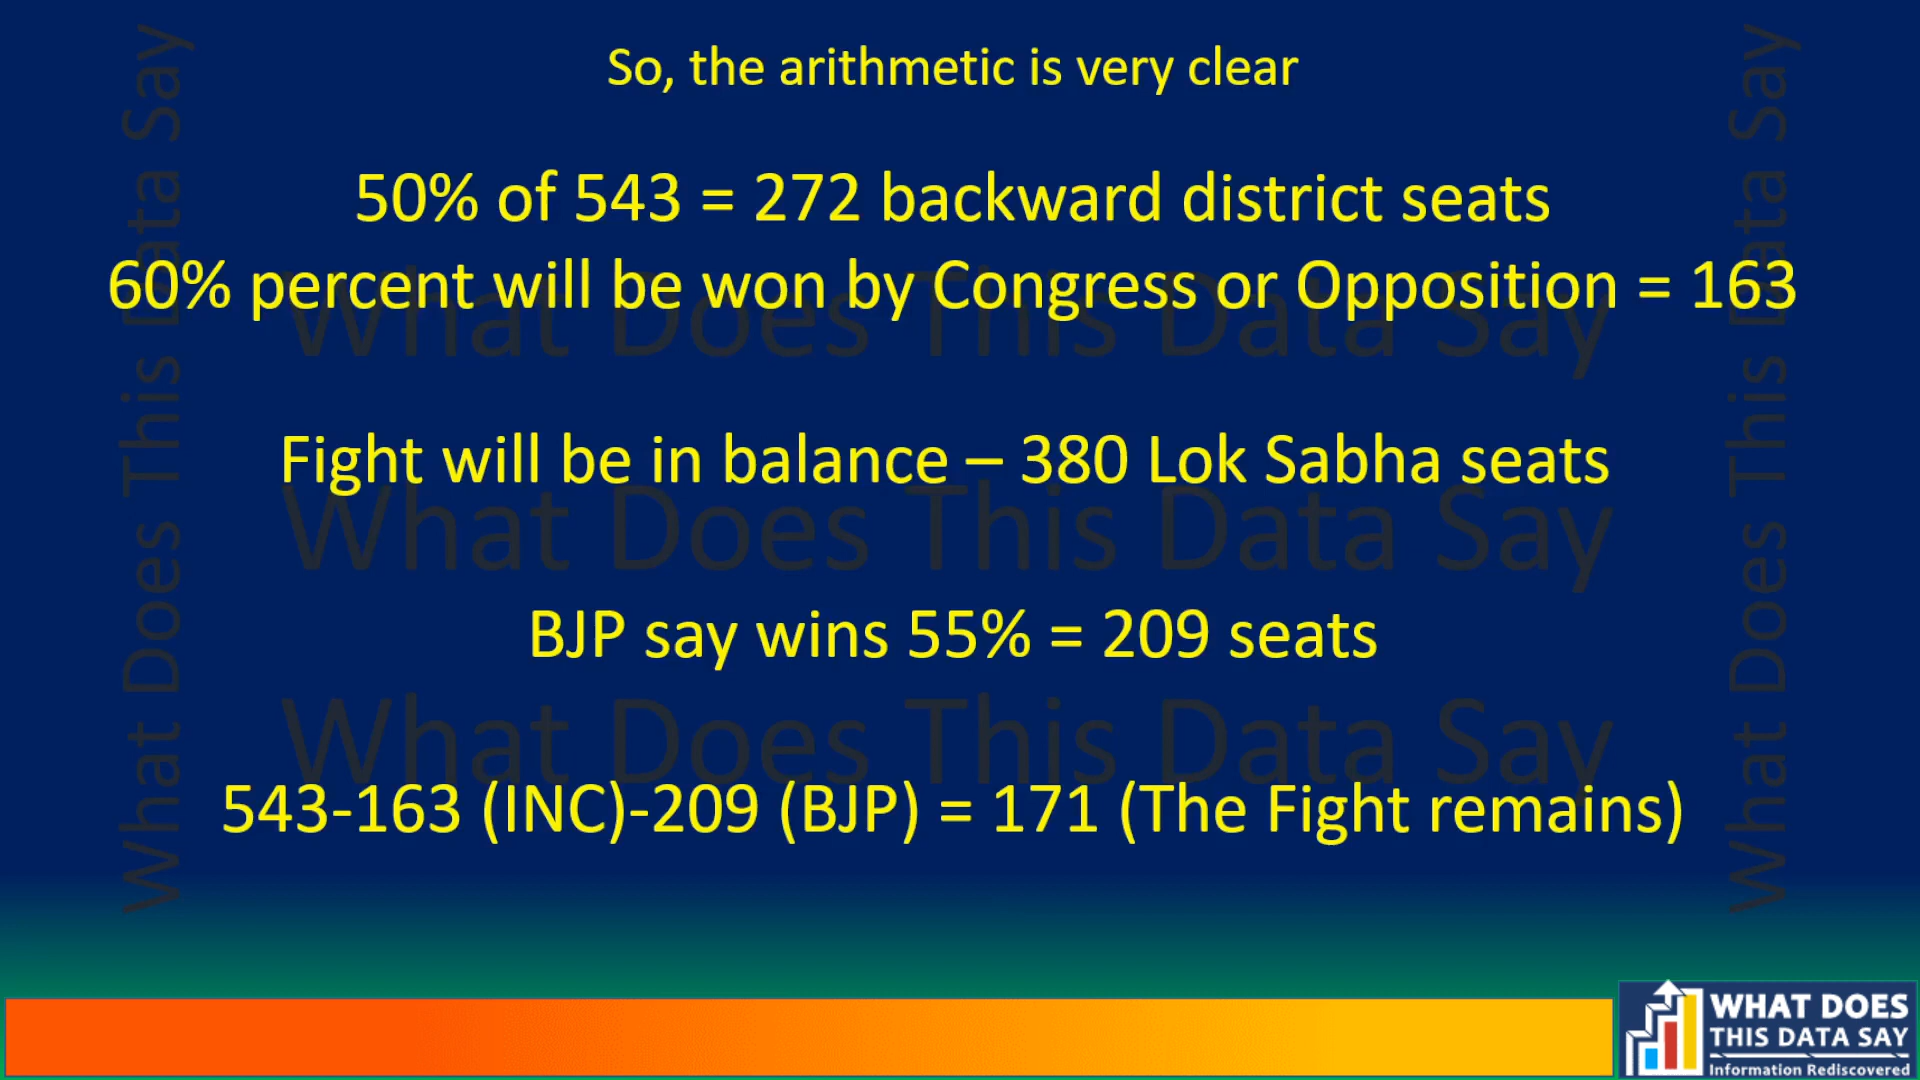 So, the arithmetic is very clear
50% of 543 = 272 backward district seats
60% percent will be won by Congress or Opposition = 163
What Does This Data Say
Fight will be in balance – 380 Lok Sabha seats
What Does This Data Say
BJP say wins 55% = 209 seats
What Does This Data Say
543-163 (INC)-209 (BJP) = 171 (The Fight remains)
What Does This Data Say
What Does This Data Say
WHAT DOES
THIS DATA SAY
Information Rediscovered